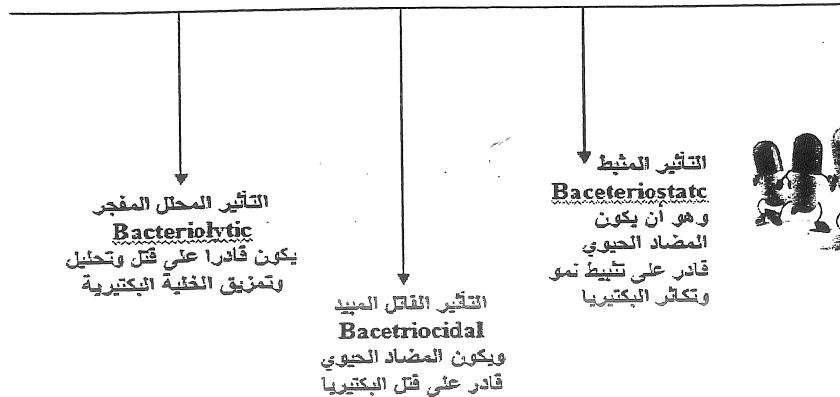 التأثير المثبط
Baceteriostatc
وهو أن يكون
المضاد الحيوي
قادر على تثبيط نمو
وتكاثر البكتيريا
التأثير القاتل المبيد
Bacetriocidal
ويكون المضاد الحيوي
قادر على قتل البكتيريا
التأثير المحلل المفجر
Bacteriolytic
يكون قادرا على قتل وتحليل
وتمزيق الخلية البكتيرية